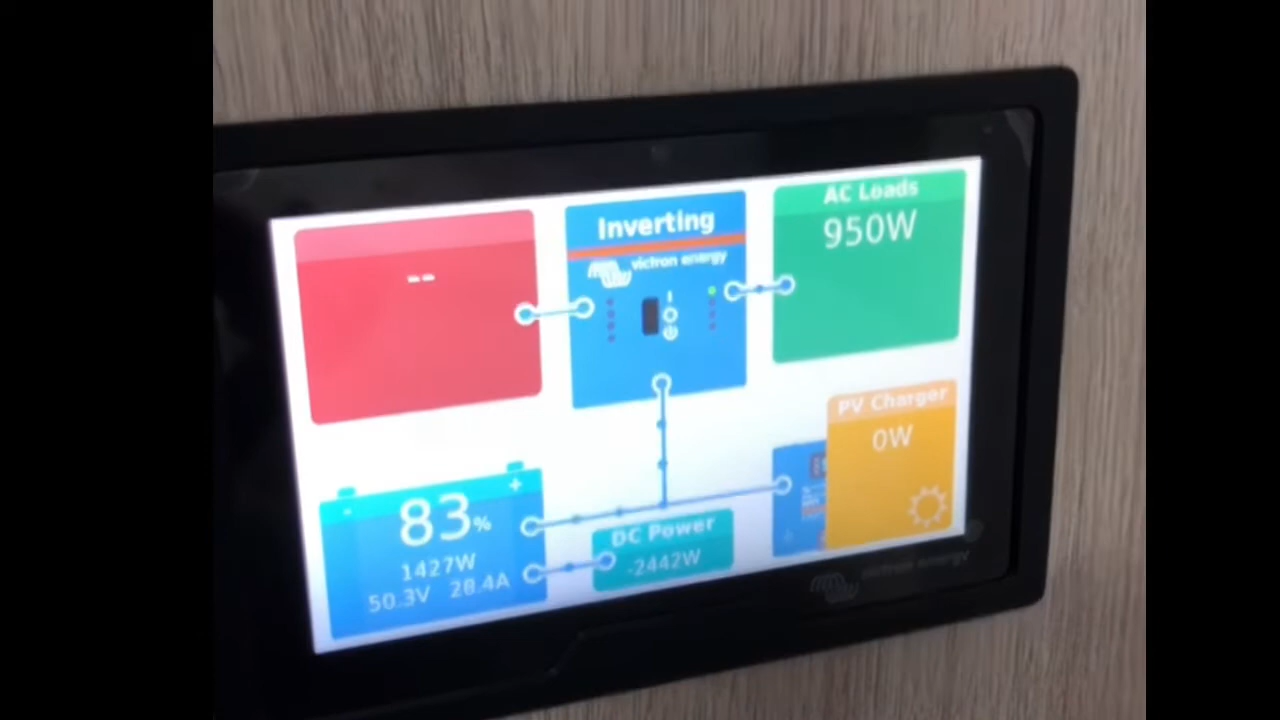 --
Inverting
victron energy
AC Loads
950W
PV Charger
0W
83%
1427W
50.3V 28.4A
DC Power
-2442W
victron energy